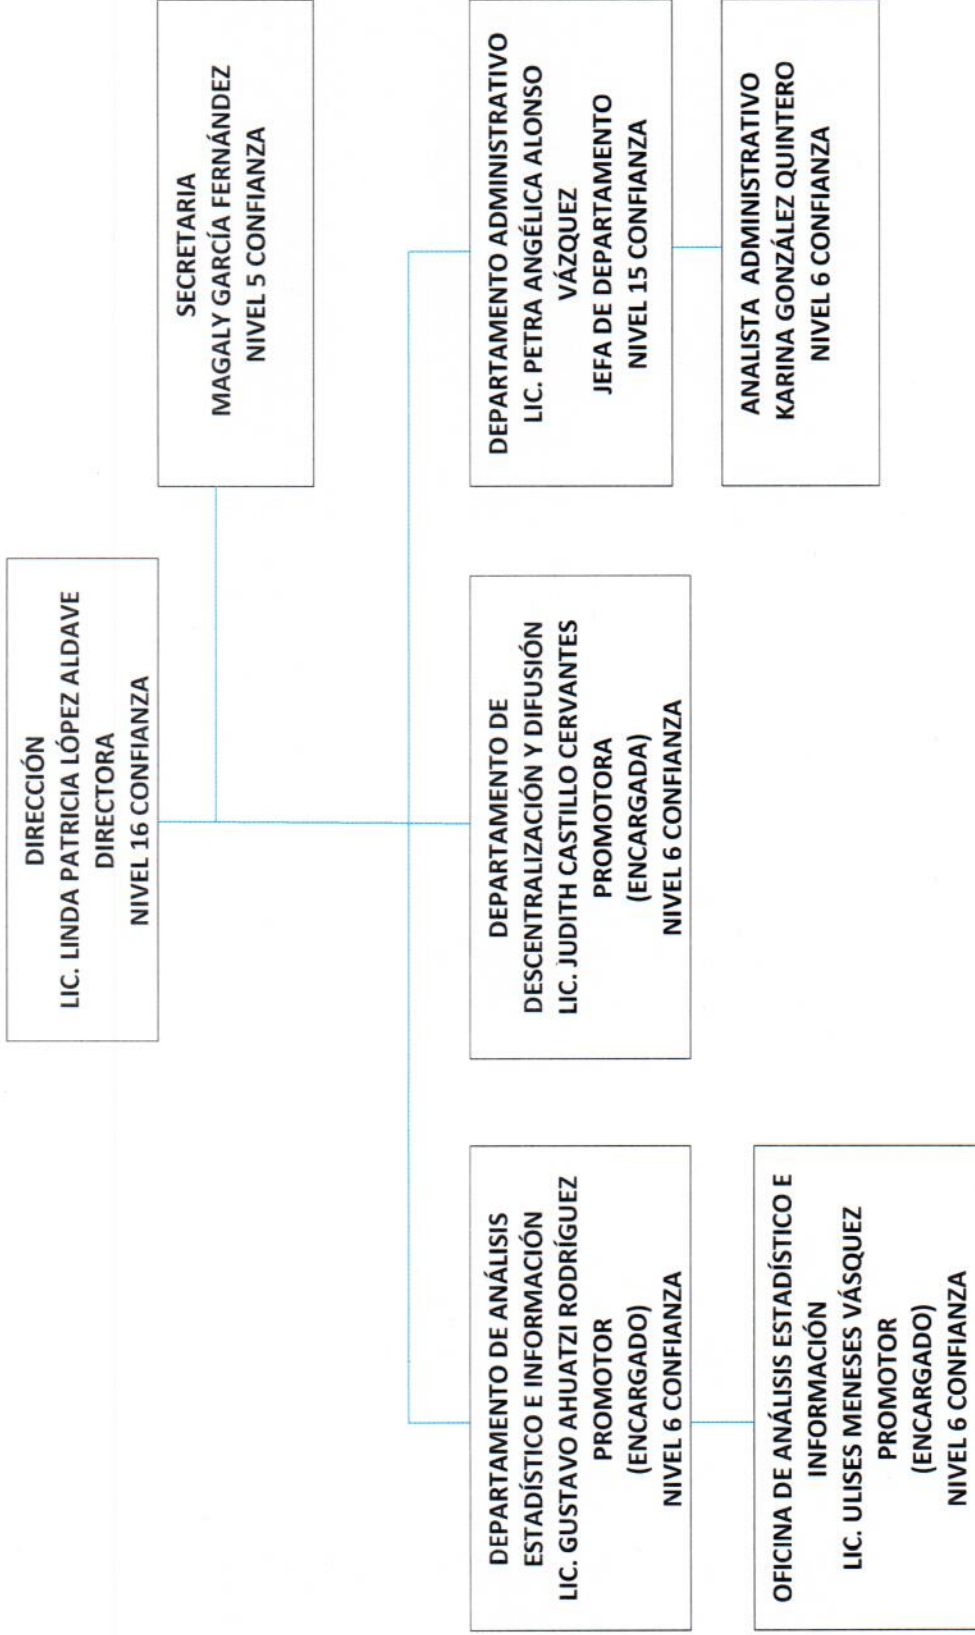 DIRECCIÓN
LIC. LINDA PATRICIA LÓPEZ ALDAVE
DIRECTORA
NIVEL 16 CONFIANZA
SECRETARIA
MAGALY GARCÍA FERNÁNDEZ
NIVEL 5 CONFIANZA
DEPARTAMENTO DE ANÁLISIS
ESTADÍSTICO E INFORMACIÓN
LIC. GUSTAVO AHUATZI RODRÍGUEZ
PROMOTOR
(ENCARGADO)
NIVEL 6 CONFIANZA
OFICINA DE ANÁLISIS ESTADÍSTICO E
INFORMACIÓN
LIC. ULISES MENESES VÁSQUEZ
PROMOTOR
(ENCARGADO)
NIVEL 6 CONFIANZA
DEPARTAMENTO DE
DESCENTRALIZACIÓN Y DIFUSIÓN
LIC. JUDITH CASTILLO CERVANTES
PROMOTORA
(ENCARGADA)
NIVEL 6 CONFIANZA
DEPARTAMENTO ADMINISTRATIVO
LIC. PETRA ANGÉLICA ALONSO
VÁZQUEZ
JEFA DE DEPARTAMENTO
NIVEL 15 CONFIANZA
ANALISTA ADMINISTRATIVO
KARINA GONZÁLEZ QUINTERO
NIVEL 6 CONFIANZA